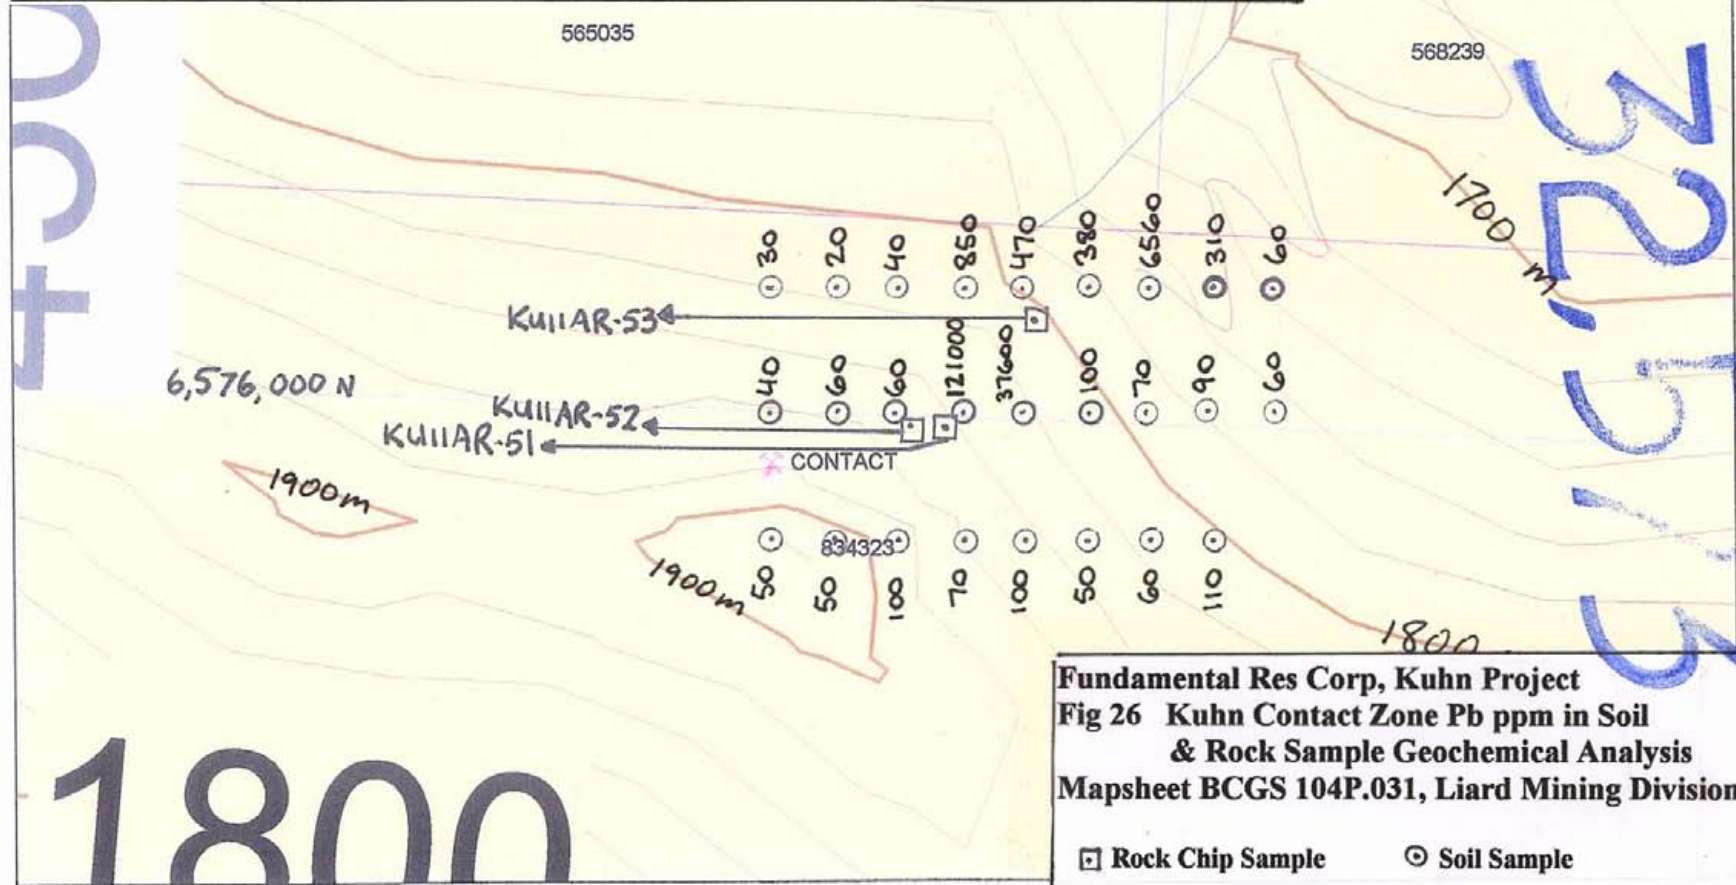 565035
568239
1700 m
30 20 40 850 470 380 6560 310 60
KU11AR-53
40 60 60 121000 37600 100 70 90 60
6,576,000 N
KU11AR-52
KU11AR-51
CONTACT
1900m
834323
1900m
50 50 100 70 100 50 60 110
1800
Fundamental Res Corp, Kuhn Project
Fig 26 Kuhn Contact Zone Pb ppm in Soil
& Rock Sample Geochemical Analysis
Mapsheet BCGS 104P.031, Liard Mining Division
Rock Chip Sample Soil Sample
1800